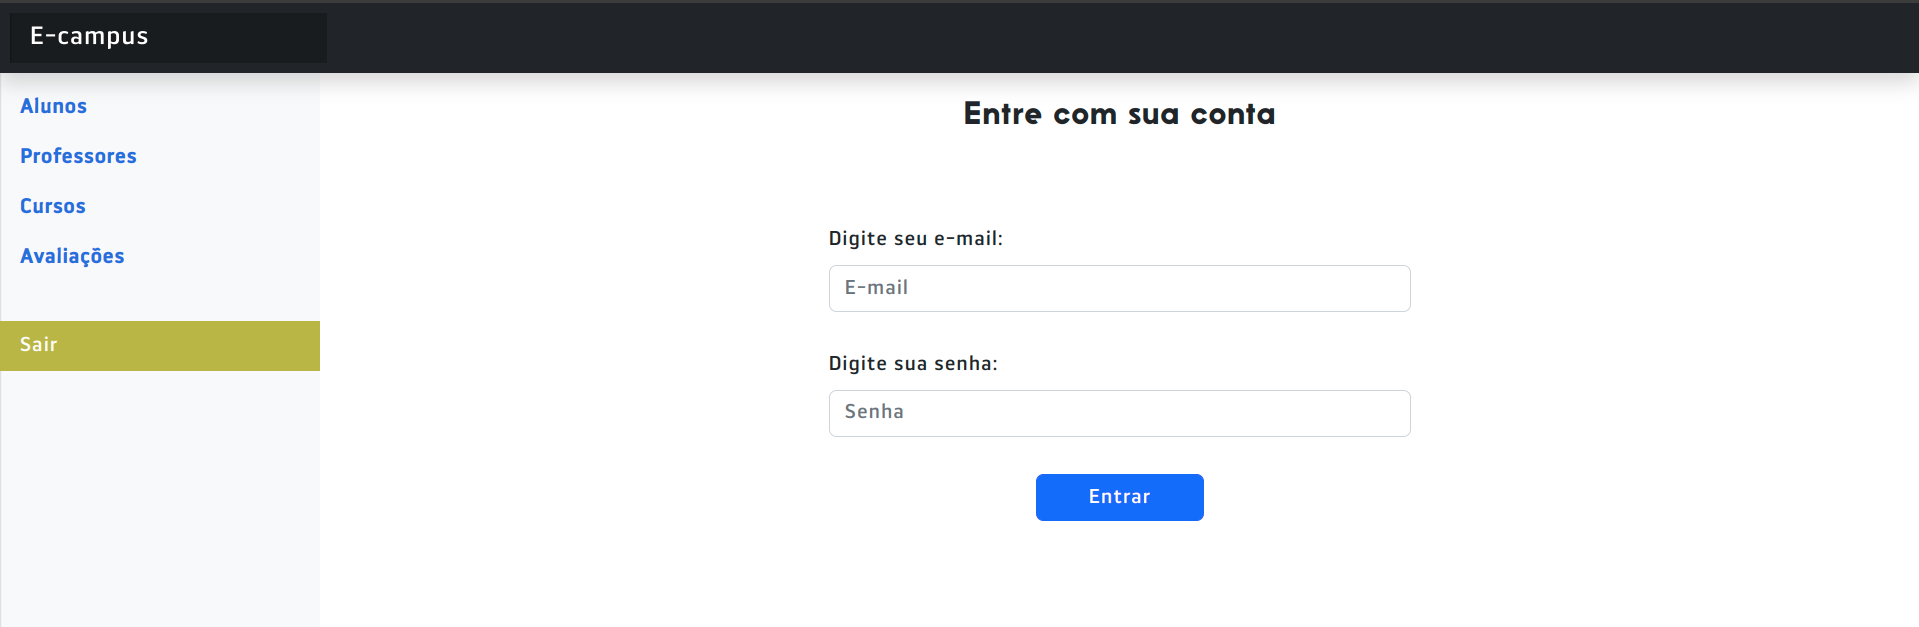 E-campus
Alunos
Professores
Cursos
Avaliações
Sair
Entre com sua conta
Digite seu e-mail:
E-mail
Digite sua senha:
Senha
Entrar